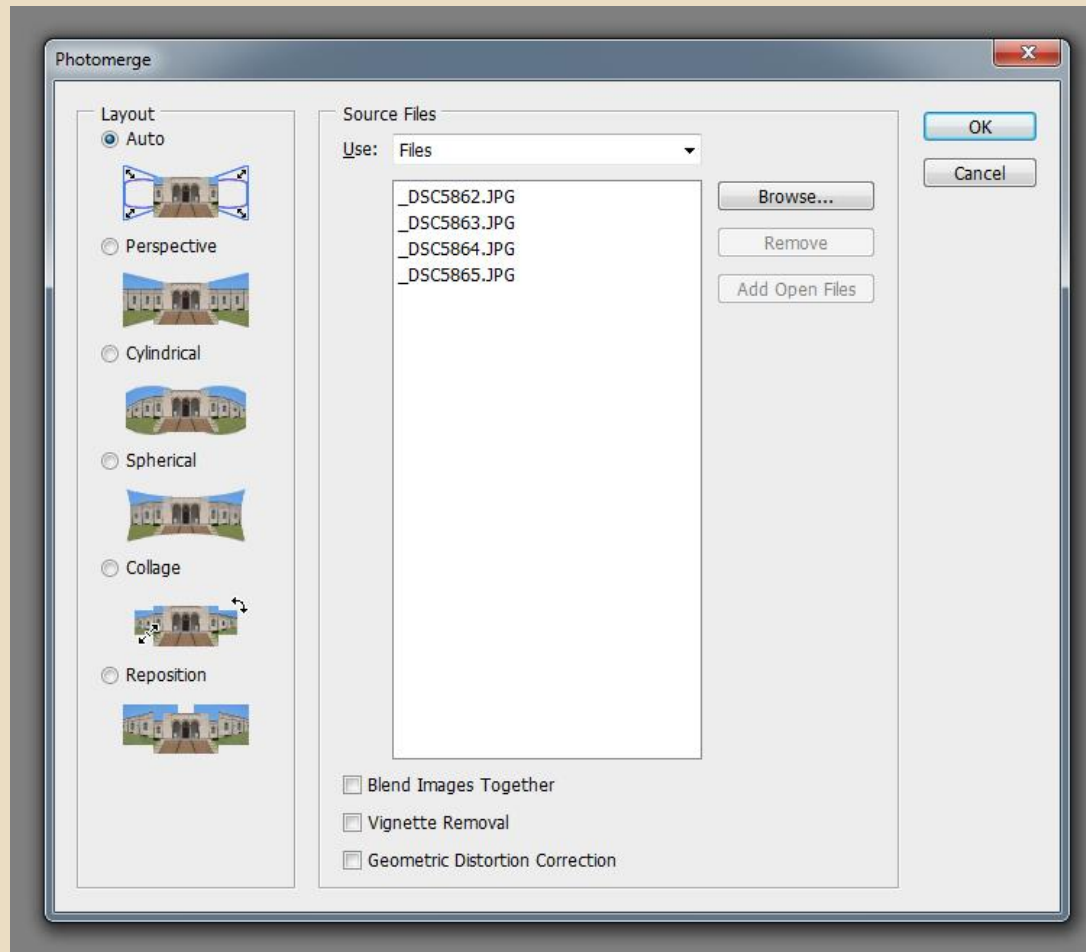 Photomerge
Layout
Auto
Perspective
Cylindrical
Spherical
Collage
Reposition
Source Files
Use: Files
_DSC5862.JPG
_DSC5863.JPG
_DSC5864.JPG
_DSC5865.JPG
Browse...
Remove
Add Open Files
Blend Images Together
Vignette Removal
Geometric Distortion Correction
OK
Cancel